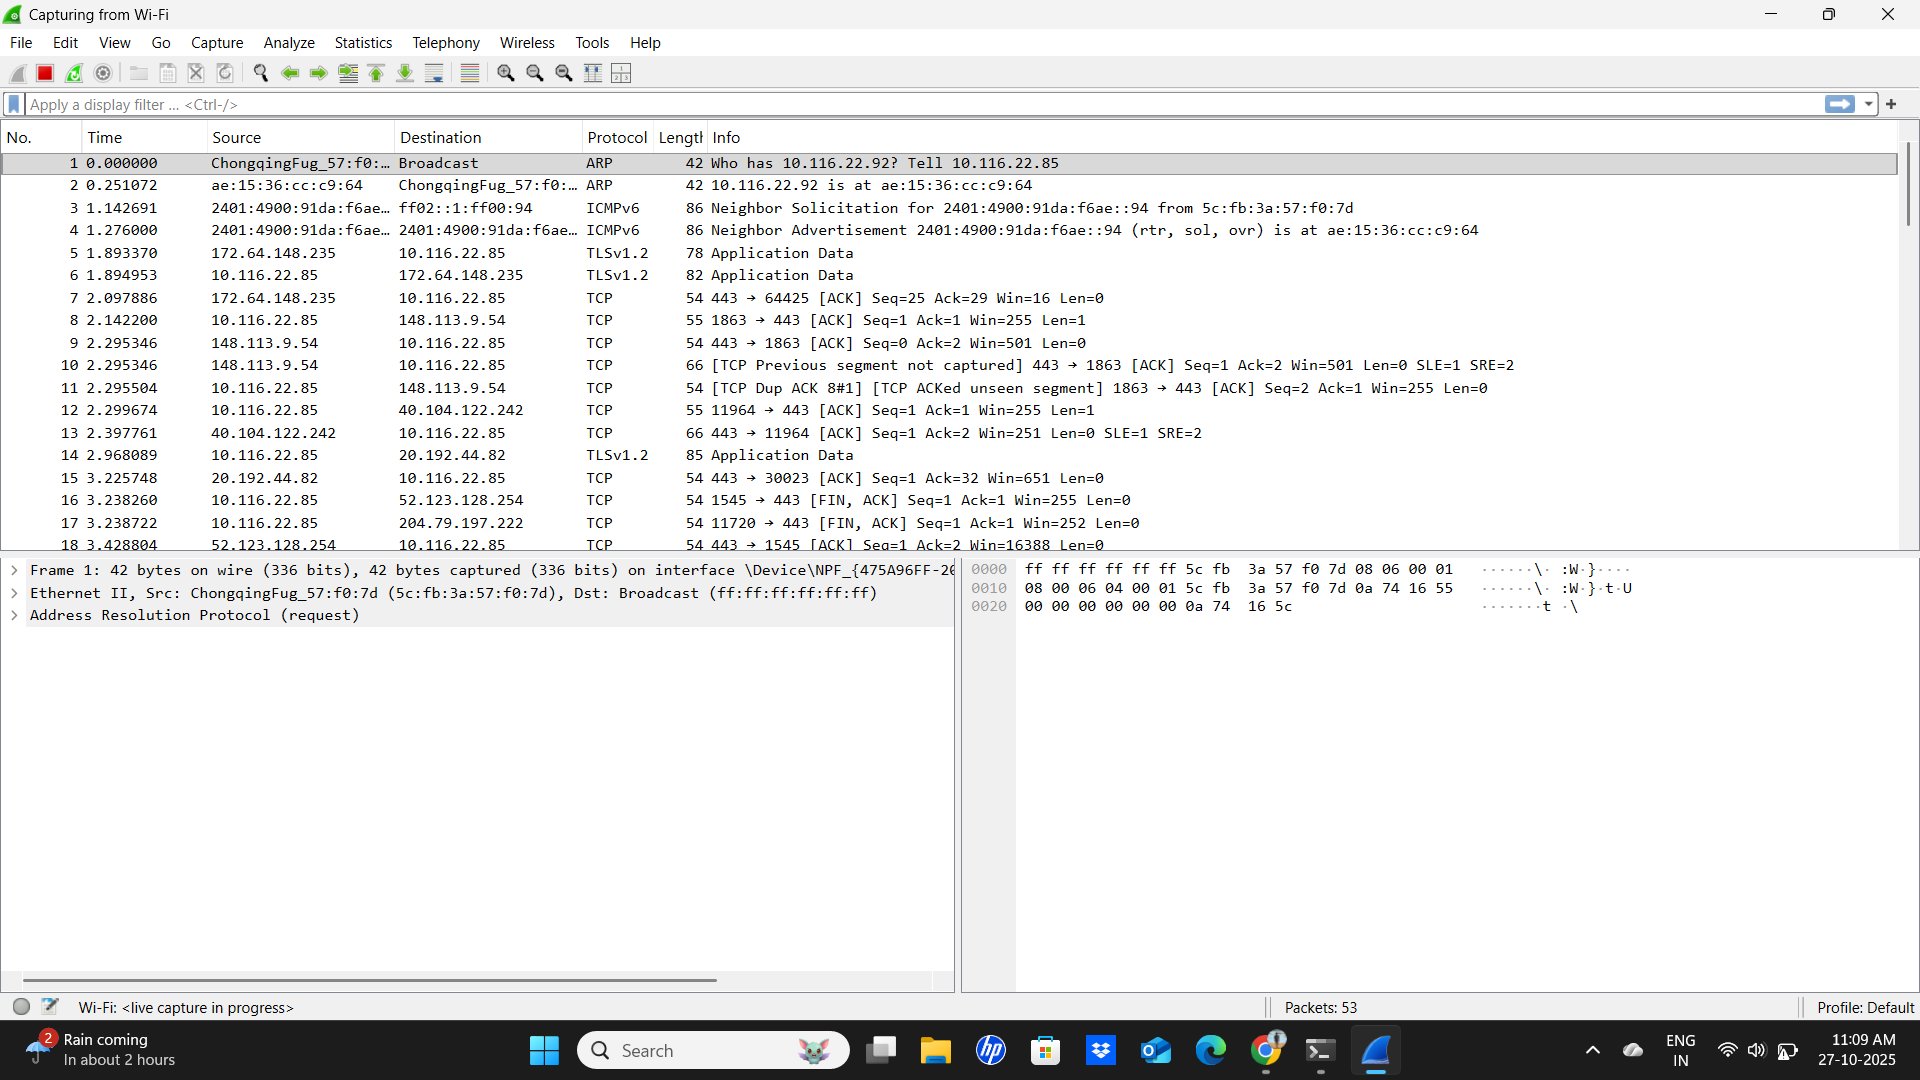 Capturing from Wi-Fi
File Edit View Go Capture Analyze Statistics Telephony Wireless Tools Help
Apply a display filter ... <Ctrl-/>
No. Time Source Destination Protocol Length Info
1 0.000000 ChongqingFug_57:f0:… Broadcast ARP 42 Who has 10.116.22.92? Tell 10.116.22.85
2 0.251072 ae:15:36:cc:c9:64 ChongqingFug_57:f0:… ARP 42 10.116.22.92 is at ae:15:36:cc:c9:64
3 1.142691 2401:4900:91da:f6ae… ff02::1:ff00:94 ICMPv6 86 Neighbor Solicitation for 2401:4900:91da:f6ae::94 from 5c:fb:3a:57:f0:7d
4 1.276000 2401:4900:91da:f6ae… 2401:4900:91da:f6ae… ICMPv6 86 Neighbor Advertisement 2401:4900:91da:f6ae::94 (rtr, sol, ovr) is at ae:15:36:cc:c9:64
5 1.893370 172.64.148.235 10.116.22.85 TLSv1.2 78 Application Data
6 1.894953 10.116.22.85 172.64.148.235 TLSv1.2 82 Application Data
7 2.097886 172.64.148.235 10.116.22.85 TCP 54 443 → 64425 [ACK] Seq=25 Ack=29 Win=16 Len=0
8 2.142200 10.116.22.85 148.113.9.54 TCP 55 1863 → 443 [ACK] Seq=1 Ack=1 Win=255 Len=1
9 2.295346 148.113.9.54 10.116.22.85 TCP 54 443 → 1863 [ACK] Seq=0 Ack=2 Win=501 Len=0
10 2.295346 148.113.9.54 10.116.22.85 TCP 66 [TCP Previous segment not captured] 443 → 1863 [ACK] Seq=1 Ack=2 Win=501 Len=0 SLE=1 SRE=2
11 2.295504 10.116.22.85 148.113.9.54 TCP 54 [TCP Dup ACK 8#1] [TCP ACKed unseen segment] 1863 → 443 [ACK] Seq=2 Ack=1 Win=255 Len=0
12 2.299674 10.116.22.85 40.104.122.242 TCP 55 11964 → 443 [ACK] Seq=1 Ack=1 Win=255 Len=1
13 2.397761 40.104.122.242 10.116.22.85 TCP 66 443 → 11964 [ACK] Seq=1 Ack=2 Win=251 Len=0 SLE=1 SRE=2
14 2.968089 10.116.22.85 20.192.44.82 TLSv1.2 85 Application Data
15 3.225748 20.192.44.82 10.116.22.85 TCP 54 443 → 30023 [ACK] Seq=1 Ack=32 Win=651 Len=0
16 3.238260 10.116.22.85 52.123.128.254 TCP 54 1545 → 443 [FIN, ACK] Seq=1 Ack=1 Win=255 Len=0
17 3.238722 10.116.22.85 204.79.197.222 TCP 54 11720 → 443 [FIN, ACK] Seq=1 Ack=1 Win=252 Len=0
18 3.428804 52.123.128.254 10.116.22.85 TCP 54 443 → 1545 [ACK] Seq=1 Ack=2 Win=16388 Len=0
Frame 1: 42 bytes on wire (336 bits), 42 bytes captured (336 bits) on interface \Device\NPF_{475A96FF-20
Ethernet II, Src: ChongqingFug_57:f0:7d (5c:fb:3a:57:f0:7d), Dst: Broadcast (ff:ff:ff:ff:ff:ff)
Address Resolution Protocol (request)
0000 ff ff ff ff ff ff 5c fb 3a 57 f0 7d 08 06 00 01 ······\· :W·}····
0010 08 00 06 04 00 01 5c fb 3a 57 f0 7d 0a 74 16 55 ······\· :W·}·t·U
0020 00 00 00 00 00 00 0a 74 16 5c ·······t ·\
Wi-Fi: <live capture in progress> Packets: 53 Profile: Default
2 Rain coming
In about 2 hours
Search
hp
ENG
IN
11:09 AM
27-10-2025